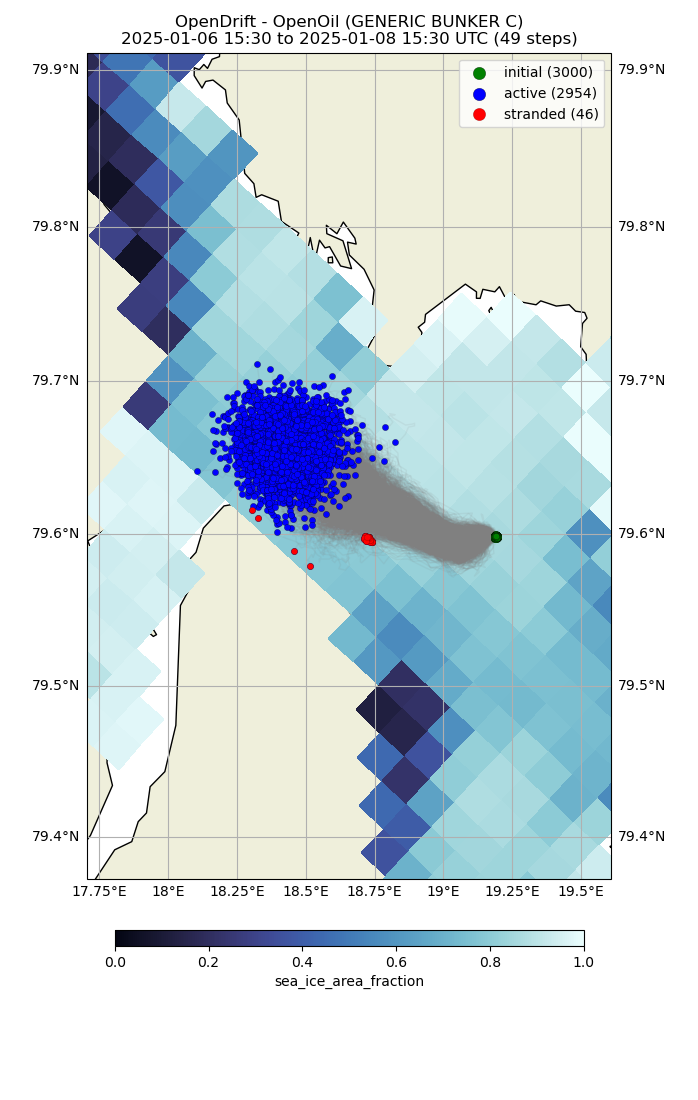 OpenDrift - OpenOil (GENERIC BUNKER C)
2025-01-06 15:30 to 2025-01-08 15:30 UTC (49 steps)
initial (3000)
active (2954)
stranded (46)
79.9°N 79.9°N
79.8°N 79.8°N
79.7°N 79.7°N
79.6°N 79.6°N
79.5°N 79.5°N
79.4°N 79.4°N
17.75°E 18°E 18.25°E 18.5°E 18.75°E 19°E 19.25°E 19.5°E
0.0 0.2 0.4 0.6 0.8 1.0
sea_ice_area_fraction